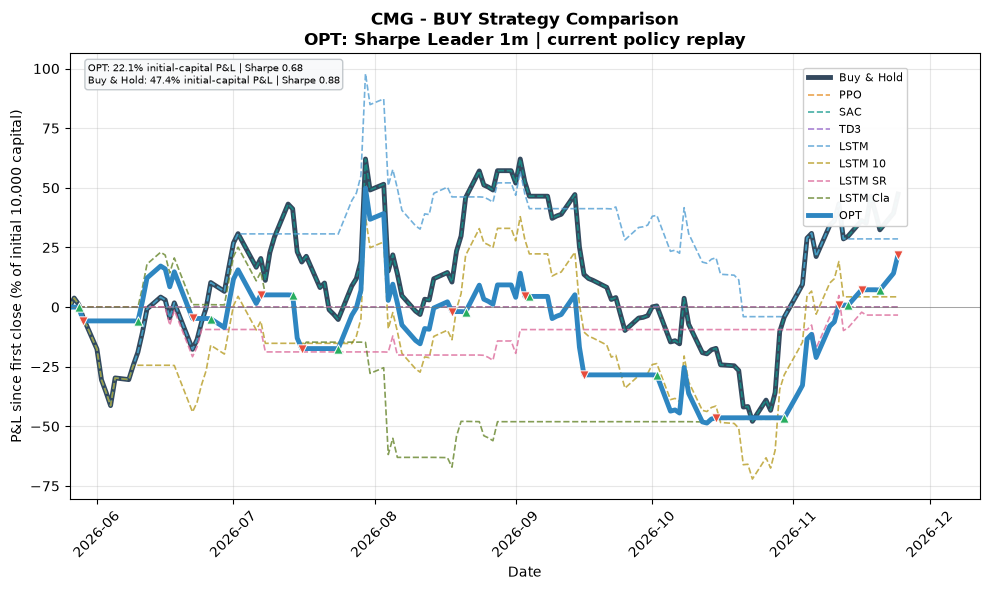 CMG - BUY Strategy Comparison
OPT: Sharpe Leader 1m | current policy replay
OPT: 22.1% initial-capital P&L | Sharpe 0.68
Buy & Hold: 47.4% initial-capital P&L | Sharpe 0.88
Buy & Hold
PPO
SAC
TD3
LSTM
LSTM 10
LSTM SR
LSTM Cla
OPT
P&L since first close (% of initial 10,000 capital)
100
75
50
25
0
−25
−50
−75
2026-06
2026-07
2026-08
2026-09
2026-10
2026-11
2026-12
Date